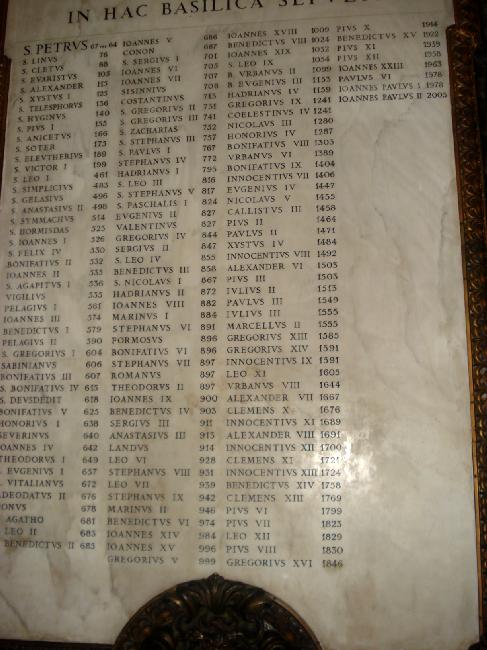 IN HAC BASILICA
S. PETRVS 67 VEL 64
S. LINVS 76
S. CLETVS 88
S. EVARISTVS 105
S. ALEXANDER 115
S. XYSTVS I 125
S. TELESPHORVS 136
S. HYGINVS 140
S. PIVS I 155
S. ANICETVS 166
S. SOTER 175
S. ELEVTHERIVS 189
S. VICTOR I 199
S. LEO I 461
S. SIMPLICIVS 483
S. GELASIVS 496
S. ANASTASIVS II 498
S. SYMMACHVS 514
S. HORMISDAS 523
S. IOANNES I 526
S. FELIX IV 530
BONIFATIVS II 532
IOANNES II 535
S. AGAPITVS I 536
VIGILIVS 555
PELAGIVS I 561
IOANNES III 574
BENEDICTVS I 579
PELAGIVS II 590
S. GREGORIVS I 604
SABINIANVS 606
BONIFATIVS III 607
S. BONIFATIVS IV 615
S. DEVSDEDIT 618
BONIFATIVS V 625
HONORIVS I 638
SEVERINVS 640
IOANNES IV 642
THEODORVS I 649
S. EVGENIVS I 657
S. VITALIANVS 672
ADEODATVS II 676
DONVS 678
S. AGATHO 681
S. LEO II 683
S. BENEDICTVS II 685
IOANNES V 686
CONON 687
S. SERGIVS I 701
IOANNES VI 705
IOANNES VII 707
SISINNIVS 708
COSTANTINVS 715
S. GREGORIVS II 731
S. GREGORIVS III 741
S. ZACHARIAS 752
STEPHANVS III 757
S. PAVLVS I 767
STEPHANVS IV 772
HADRIANVS I 795
S. LEO III 816
S. STEPHANVS V 817
S. PASCHALIS I 824
EVGENIVS II 827
VALENTINVS 827
GREGORIVS IV 844
SERGIVS II 847
S. LEO IV 855
BENEDICTVS III 858
S. NICOLAVS I 867
HADRIANVS II 872
IOANNES VIII 882
MARINVS I 884
STEPHANVS VI 891
FORMOSVS 896
BONIFATIVS VI 896
STEPHANVS VII 897
ROMANVS 897
THEODORVS II 897
IOANNES IX 900
BENEDICTVS IV 903
SERGIVS III 911
ANASTASIVS III 913
LANDVS 914
LEO VI 928
STEPHANVS VIII 931
LEO VII 939
STEPHANVS IX 942
MARINVS II 946
BENEDICTVS VI 974
IOANNES XIV 984
IOANNES XV 996
GREGORIVS V 999
IOANNES XVIII 1009
BENEDICTVS VIII 1024
IOANNES XIX 1032
S. LEO IX 1054
B. VRBANVS II 1099
B. EVGENIVS III 1153
HADRIANVS IV 1159
GREGORIVS IX 1241
COELESTINVS IV 1241
NICOLAVS III 1280
HONORIVS IV 1287
BONIFATIVS VIII 1303
VRBANVS VI 1389
BONIFATIVS IX 1404
INNOCENTIVS VII 1406
EVGENIVS IV 1447
NICOLAVS V 1455
CALLISTVS III 1458
PIVS II 1464
PAVLVS II 1471
XYSTVS IV 1484
INNOCENTIVS VIII 1492
ALEXANDER VI 1503
PIVS III 1503
IVLIVS II 1513
PAVLVS III 1549
IVLIVS III 1555
MARCELLVS II 1555
GREGORIVS XIII 1585
GREGORIVS XIV 1591
INNOCENTIVS IX 1591
LEO XI 1605
VRBANVS VIII 1644
ALEXANDER VII 1667
CLEMENS X 1676
INNOCENTIVS XI 1689
ALEXANDER VIII 1691
INNOCENTIVS XII 1700
CLEMENS XI 1721
INNOCENTIVS XIII 1724
BENEDICTVS XIV 1758
CLEMENS XIII 1769
PIVS VI 1799
PIVS VII 1823
LEO XII 1829
PIVS VIII 1830
GREGORIVS XVI 1846
PIVS X 1914
BENEDICTVS XV 1922
PIVS XI 1939
PIVS XII 1958
IOANNES XXIII 1963
PAVLVS VI 1978
IOANNES PAVLVS I 1978
IOANNES PAVLVS II 2005